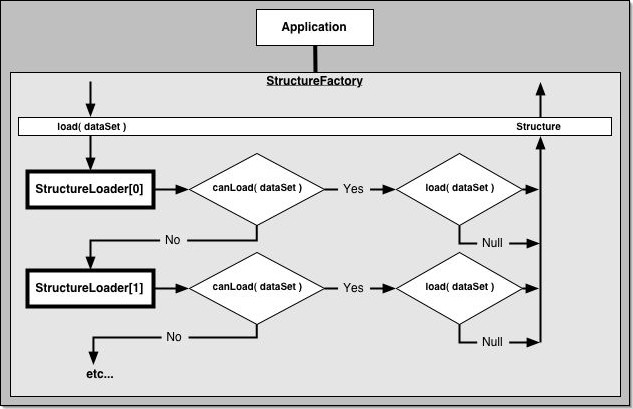 Application
StructureFactory
load( dataSet )
Structure
StructureLoader[0]
canLoad( dataSet )
Yes
load( dataSet )
No
Null
StructureLoader[1]
canLoad( dataSet )
Yes
load( dataSet )
No
Null
etc...